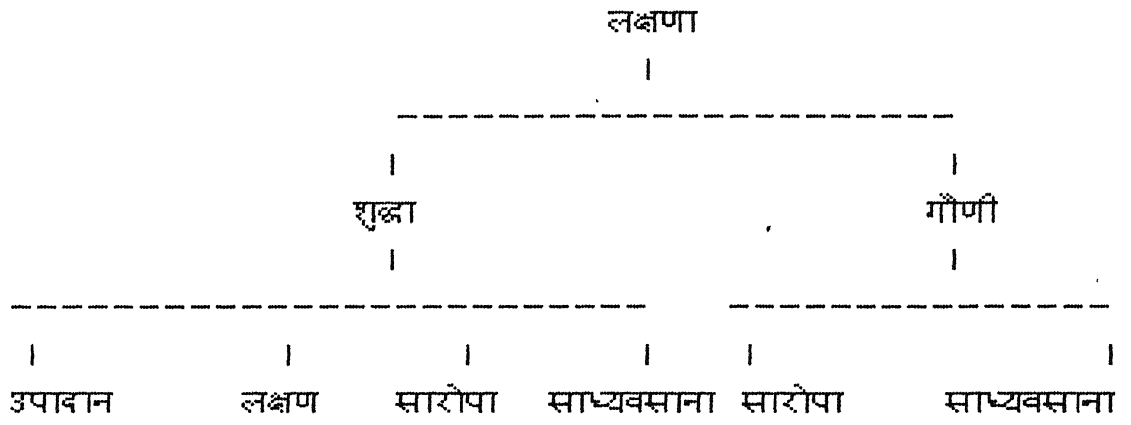 लक्षणा
शुद्धा गौणी
उपादान लक्षण सारोपा साध्यवसाना सारोपा साध्यवसाना